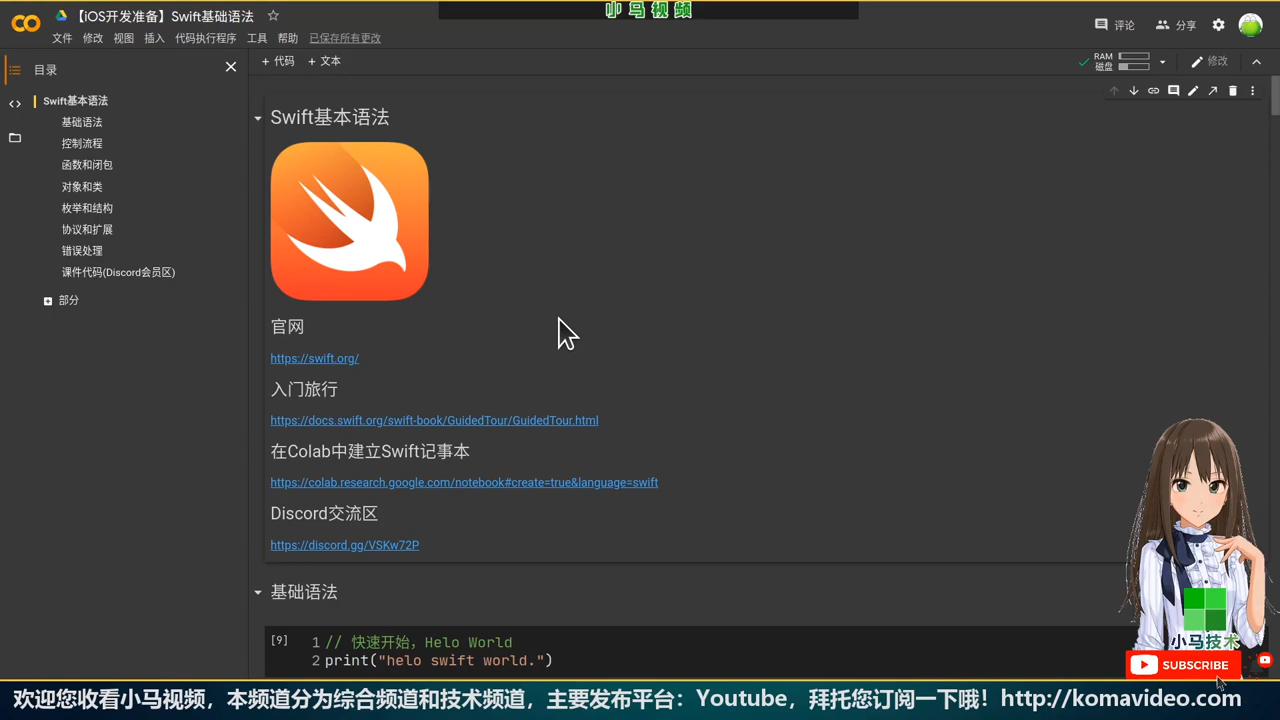 小马视频
【iOS开发准备】Swift基础语法
文件 修改 视图 插入 代码执行程序 工具 帮助 已保存所有修改
评论 分享
目录
+ 代码 + 文本
RAM
磁盘
修改
Swift基本语法
基础语法
控制流程
函数和闭包
对象和类
枚举和结构
协议和扩展
错误处理
课件代码(Discord会员区)
部分
Swift基本语法
官网
https://swift.org/
入门旅行
https://docs.swift.org/swift-book/GuidedTour/GuidedTour.html
在Colab中建立Swift记事本
https://colab.research.google.com/notebook#create=true&language=swift
Discord交流区
https://discord.gg/VSKw72P
基础语法
[9]
1 // 快速开始，Helo World
2 print("helo swift world.")
小马技术
SUBSCRIBE
欢迎您收看小马视频，本频道分为综合频道和技术频道，主要发布平台：Youtube，拜托您订阅一下哦！http://komavideo.com